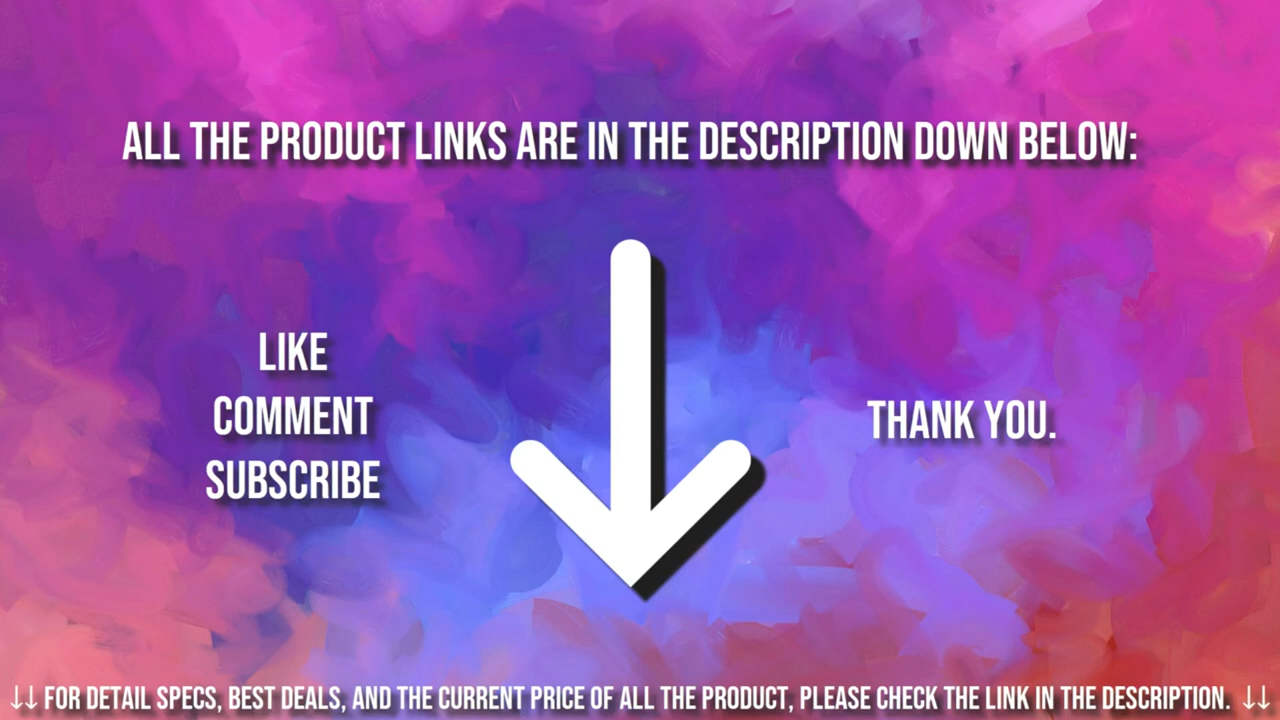 ALL THE PRODUCT LINKS ARE IN THE DESCRIPTION DOWN BELOW:
LIKE
COMMENT
SUBSCRIBE
THANK YOU.
↓↓ FOR DETAIL SPECS, BEST DEALS, AND THE CURRENT PRICE OF ALL THE PRODUCT, PLEASE CHECK THE LINK IN THE DESCRIPTION. ↓↓